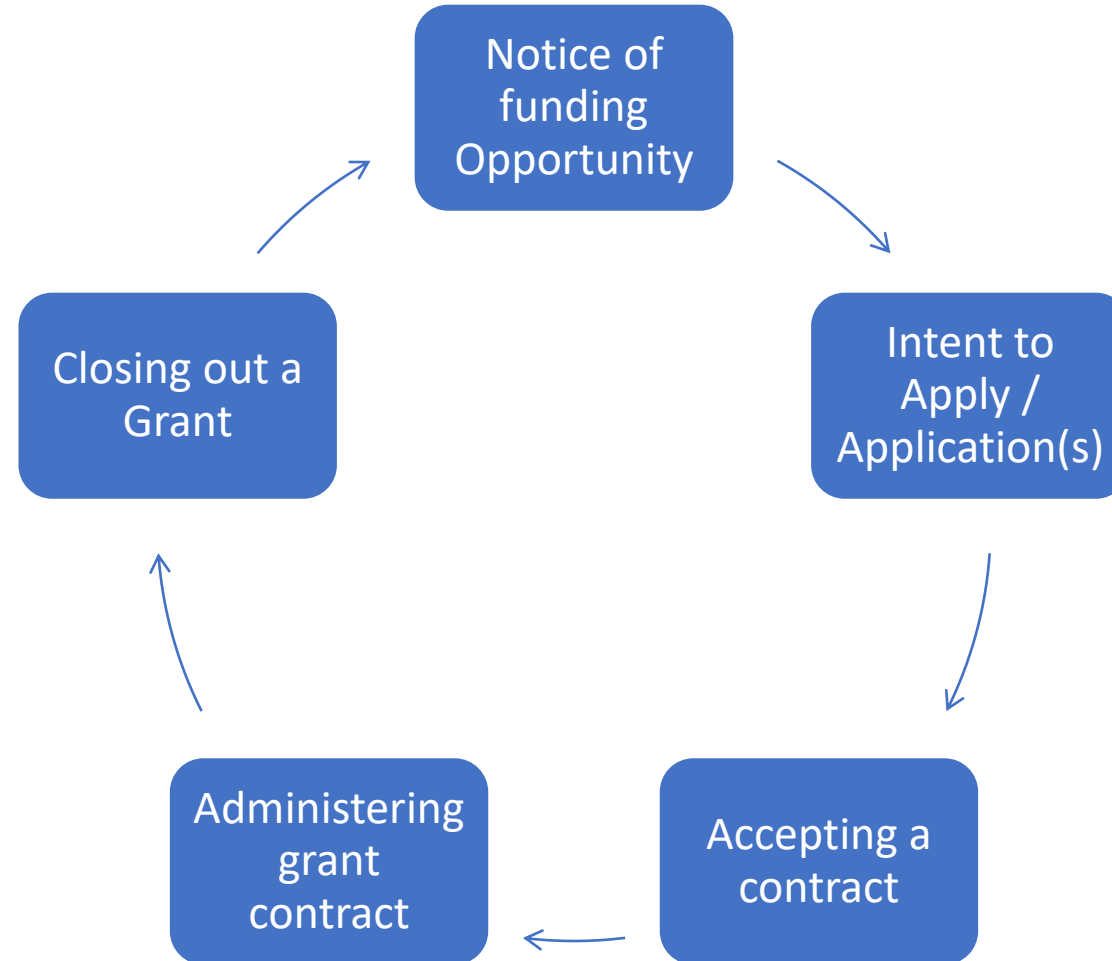 Notice of
funding
Opportunity
Intent to
Apply /
Application(s)
Accepting a
contract
Administering
grant
contract
Closing out a
Grant